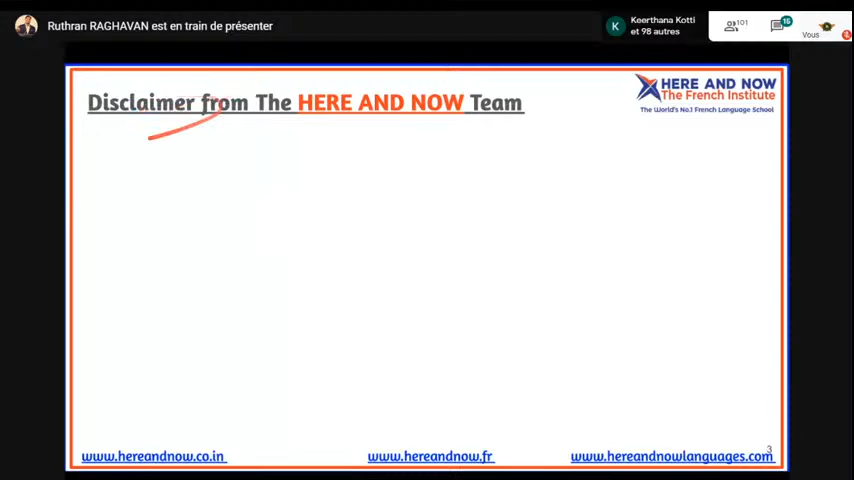 Ruthran RAGHAVAN est en train de présenter
K
Keerthana Kotti
et 98 autres
101
15
Vous
Disclaimer from The HERE AND NOW Team
HERE AND NOW
The French Institute
The World's No.1 French Language School
3
www.hereandnow.co.in
www.hereandnow.fr
www.hereandnowlanguages.com